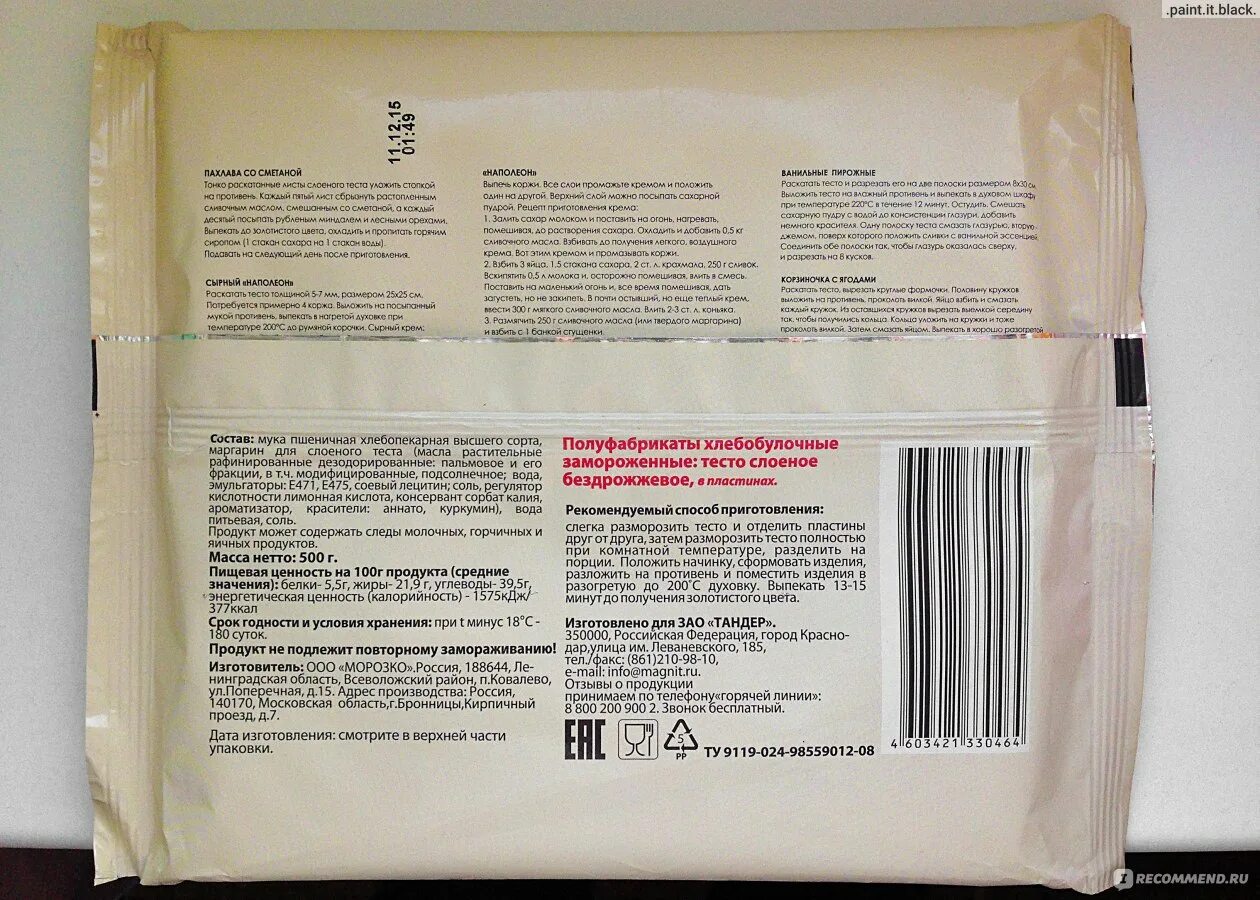 .paint.it.black.
11.12.15
01:49
ПАХЛАВА СО СМЕТАНОЙ
Тонко раскатанные листы слоеного теста уложить стопкой
на противень. Каждый пятый лист сбрызнуть растопленным
сливочным маслом, смешанным со сметаной, а каждый
десятый посыпать рубленым миндалем и лесными орехами.
Выпекать до золотистого цвета, охладить и пропитать горячим
сиропом (1 стакан сахара на 1 стакан воды).
Подавать на следующий день после приготовления.
СЫРНЫЙ «НАПОЛЕОН»
Раскатать тесто толщиной 5-7 мм, размером 25х25 см.
Потребуется примерно 4 коржа. Выложить на посыпанный
мукой противень, выпекать в нагретой духовке при
температуре 200°С до румяной корочки. Сырный крем:
«НАПОЛЕОН»
Выпечь коржи. Все слои промажьте кремом и положить
один на другой. Верхний слой можно посыпать сахарной
пудрой. Рецепт приготовления крема:
1. Залить сахар молоком и поставить на огонь, нагревать,
помешивая, до растворения сахара. Охладить и добавить 0,5 кг
сливочного масла. Взбивать до получения легкого, воздушного
крема. Вот этим кремом и промазывать коржи.
2. Взбить 3 яйца, 1,5 стакана сахара, 2 ст. л. крахмала, 250 г сливок.
Вскипятить 0,5 л молока и, осторожно помешивая, влить в смесь.
Поставить на маленький огонь и, все время помешивая, дать
загустеть, но не закипеть. В почти остывший, но еще теплый крем,
ввести 300 г мягкого сливочного масла. Влить 2-3 ст. л. коньяка.
3. Размягчить 250 г сливочного масла (или твердого маргарина)
и взбить с 1 банкой сгущенки.
ВАНИЛЬНЫЕ ПИРОЖНЫЕ
Раскатать тесто и разрезать его на две полоски размером 8х30 см.
Выложить тесто на влажный противень и выпекать в духовом шкафу
при температуре 220°С в течение 12 минут. Остудить. Смешать
сахарную пудру с водой до консистенции глазури, добавить
немного красителя. Одну полоску теста смазать глазурью, вторую-
джемом, поверх которого положить сливки с ванильной эссенцией.
Соединить обе полоски так, чтобы глазурь оказалась сверху,
и разрезать на 8 кусков.
КОРЗИНОЧКА С ЯГОДАМИ
Раскатать тесто, вырезать круглые формочки. Половину кружков
выложить на противень, проколоть вилкой. Яйцо взбить и смазать
каждый кружок. Из оставшихся кружков вырезать выемкой середину
так, чтобы получились кольца. Кольца уложить на кружки и тоже
проколоть вилкой. Затем смазать яйцом. Выпекать в хорошо разогретой
Состав: мука пшеничная хлебопекарная высшего сорта,
маргарин для слоеного теста (масла растительные
рафинированные дезодорированные: пальмовое и его
фракции, в т.ч. модифицированные, подсолнечное; вода,
эмульгаторы: Е471, Е475, соевый лецитин; соль, регулятор
кислотности лимонная кислота, консервант сорбат калия,
ароматизатор, красители: аннато, куркумин), вода
питьевая, соль.
Продукт может содержать следы молочных, горчичных и
яичных продуктов.
Масса нетто: 500 г.
Пищевая ценность на 100г продукта (средние
значения): белки- 5,5г, жиры- 21,9 г, углеводы- 39,5г,
энергетическая ценность (калорийность) - 1575кДж/
377ккал
Срок годности и условия хранения: при t минус 18°С -
180 суток.
Продукт не подлежит повторному замораживанию!
Изготовитель: ООО «МОРОЗКО».Россия, 188644, Ле-
нинградская область, Всеволожский район, п.Ковалево,
ул.Поперечная, д.15. Адрес производства: Россия,
140170, Московская область,г.Бронницы,Кирпичный
проезд, д.7.
Дата изготовления: смотрите в верхней части
упаковки.
Полуфабрикаты хлебобулочные
замороженные: тесто слоеное
бездрожжевое, в пластинах.
Рекомендуемый способ приготовления:
слегка разморозить тесто и отделить пластины
друг от друга, затем разморозить тесто полностью
при комнатной температуре, разделить на
порции. Положить начинку, сформовать изделия,
разложить на противень и поместить изделия в
разогретую до 200°С духовку. Выпекать 13-15
минут до получения золотистого цвета.
Изготовлено для ЗАО «ТАНДЕР».
350000, Российская Федерация, город Красно-
дар,улица им. Леваневского, 185,
тел./факс: (861)210-98-10,
e-mail: info@magnit.ru.
Отзывы о продукции
принимаем по телефону«горячей линии»:
8 800 200 900 2. Звонок бесплатный.
EAC
5
PP
ТУ 9119-024-98559012-08
4 603421 330464
IRECOMMEND.RU